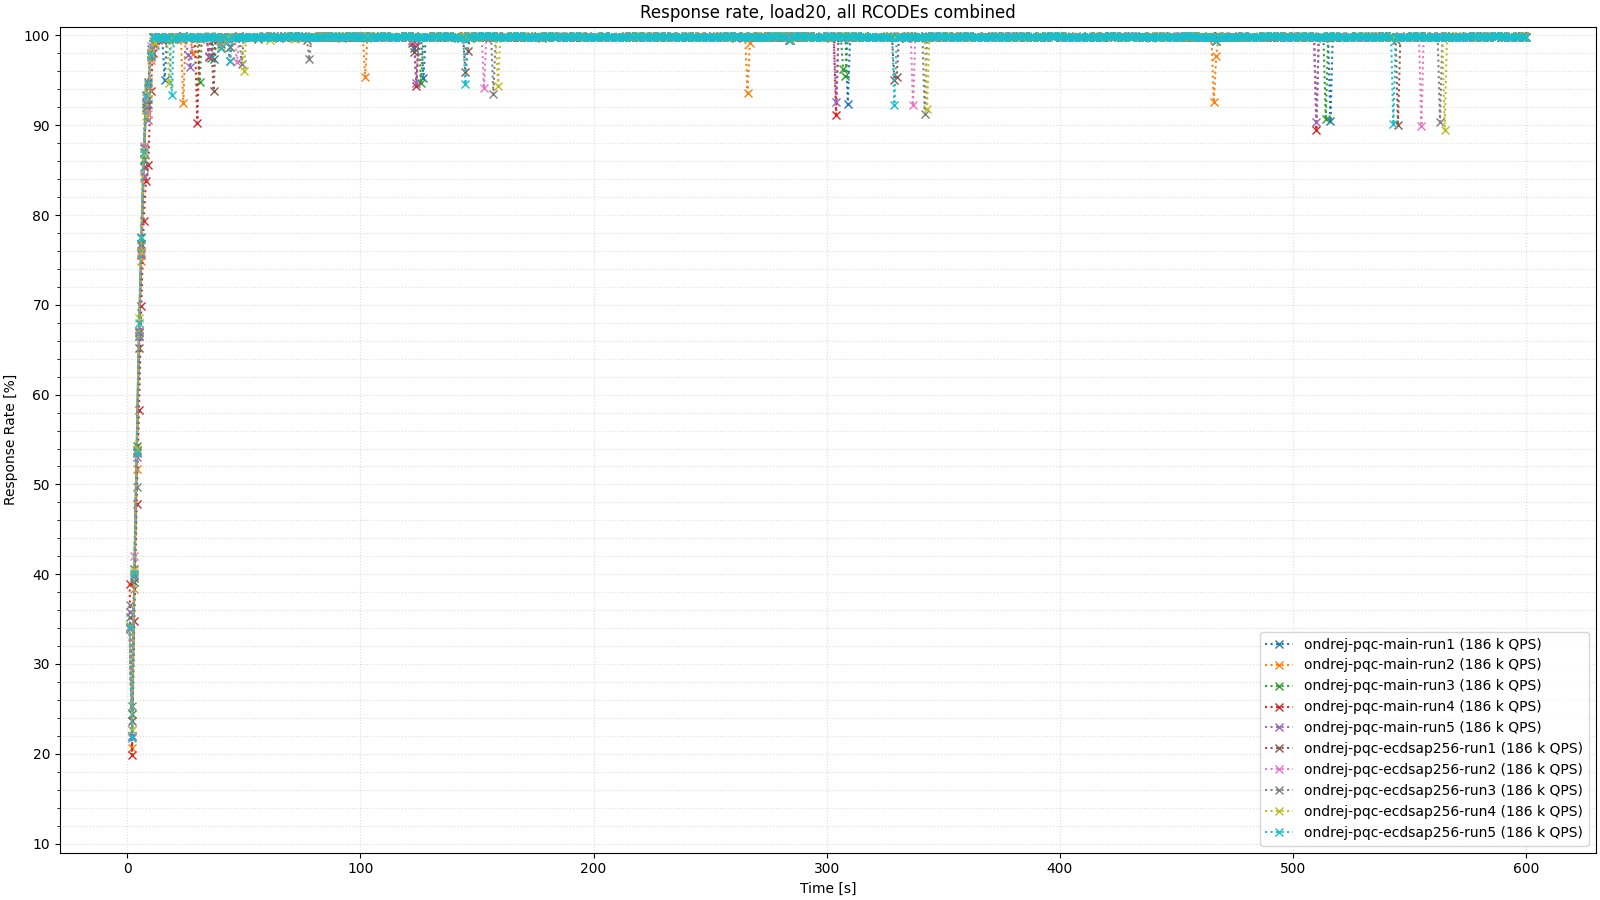 Response rate, load20, all RCODEs combined
Response Rate [%]
100
90
80
70
60
50
40
30
20
10
0
100
200
300
400
500
600
Time [s]
ondrej-pqc-main-run1 (186 k QPS)
ondrej-pqc-main-run2 (186 k QPS)
ondrej-pqc-main-run3 (186 k QPS)
ondrej-pqc-main-run4 (186 k QPS)
ondrej-pqc-main-run5 (186 k QPS)
ondrej-pqc-ecdsap256-run1 (186 k QPS)
ondrej-pqc-ecdsap256-run2 (186 k QPS)
ondrej-pqc-ecdsap256-run3 (186 k QPS)
ondrej-pqc-ecdsap256-run4 (186 k QPS)
ondrej-pqc-ecdsap256-run5 (186 k QPS)